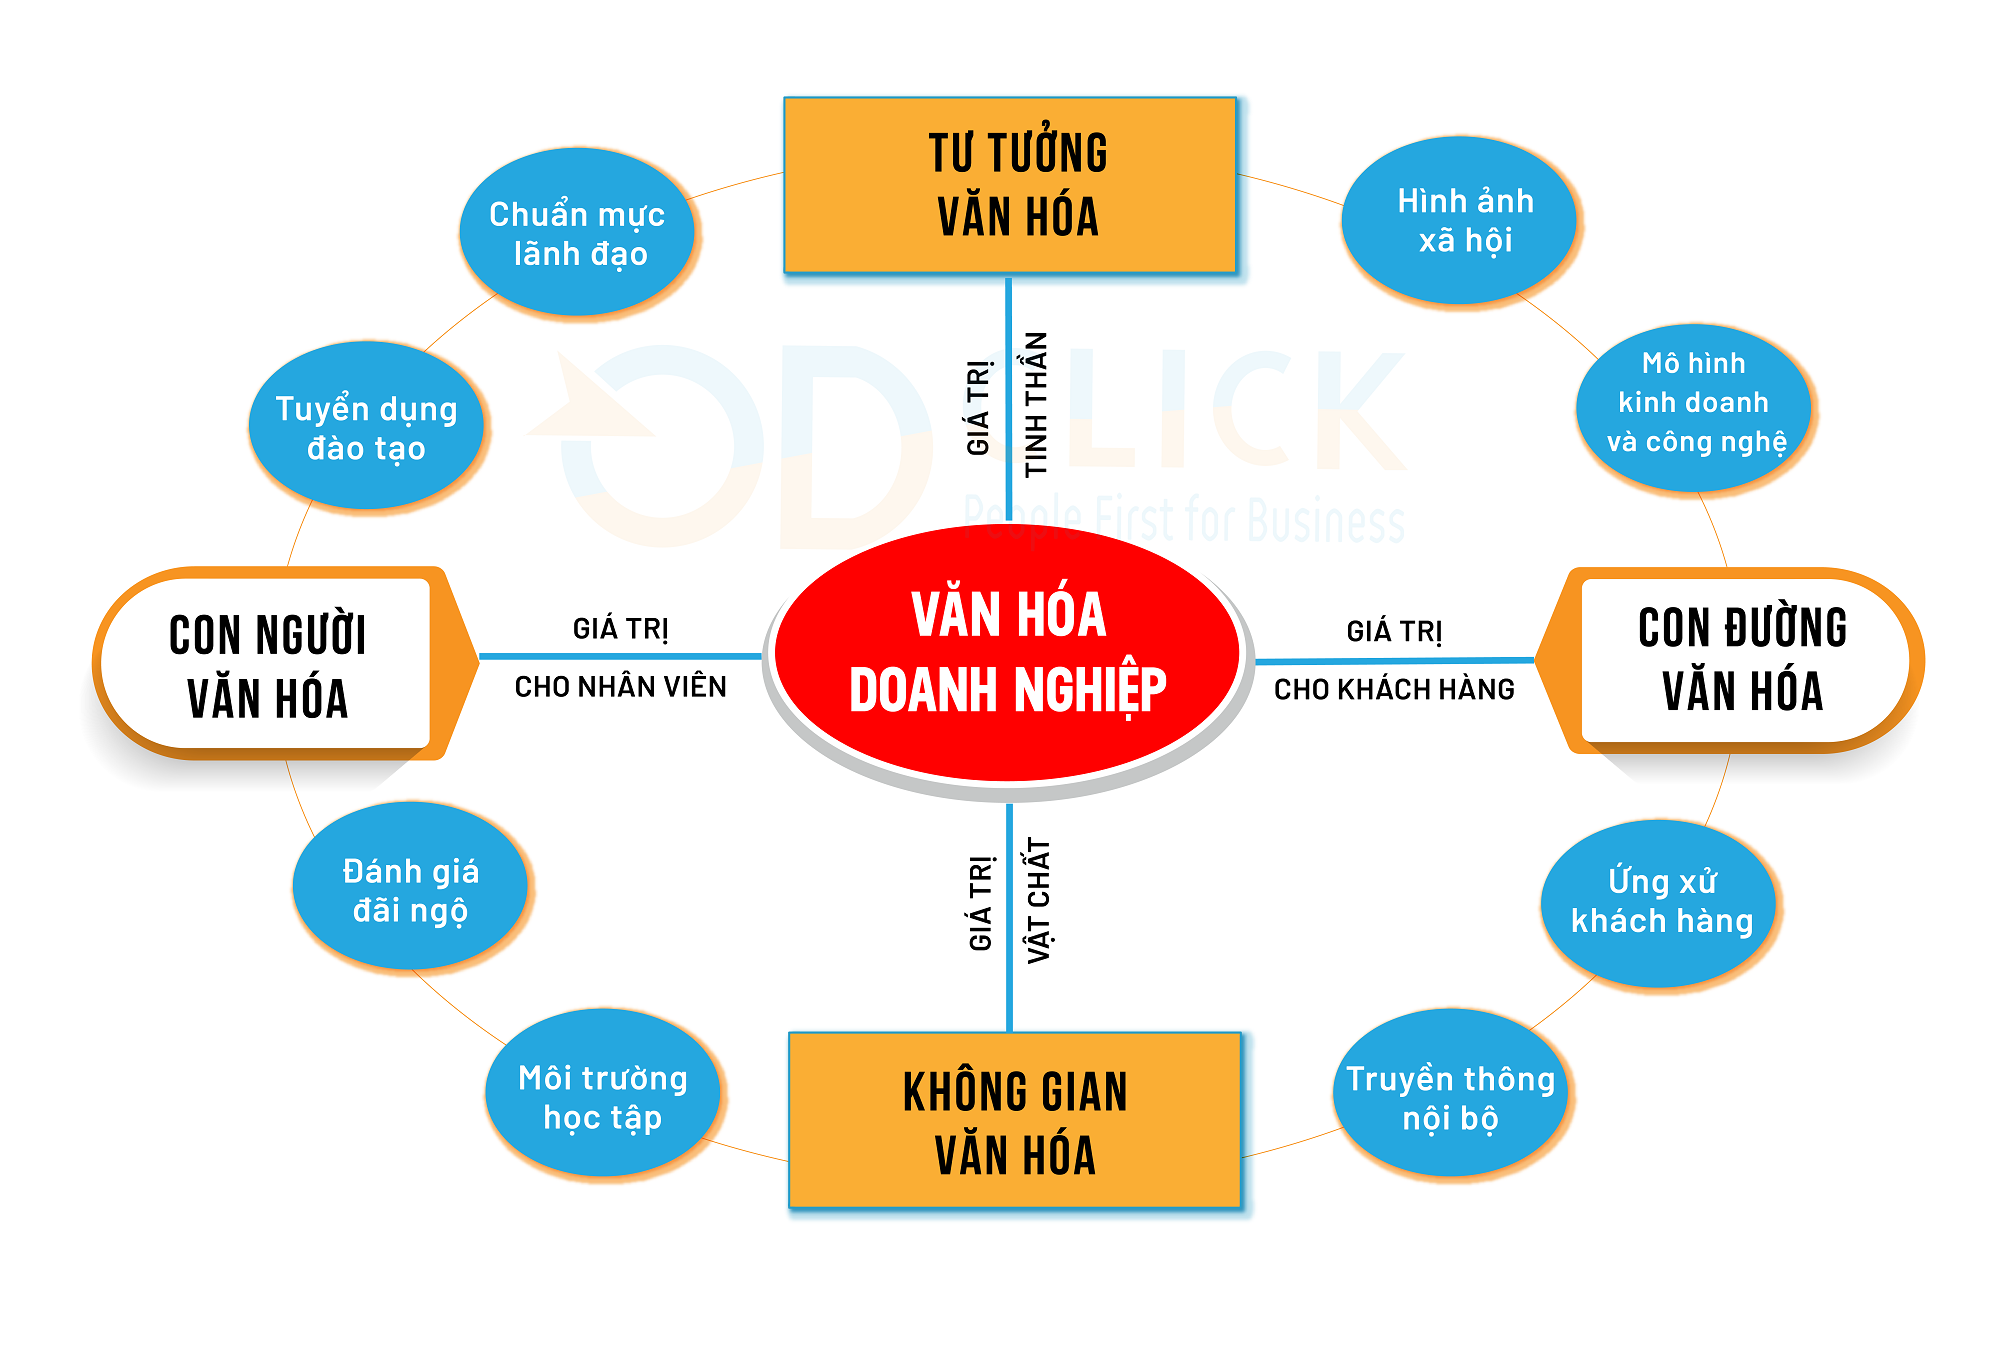 TƯ TƯỞNG
VĂN HÓA
Chuẩn mực
lãnh đạo
Hình ảnh
xã hội
Tuyển dụng
đào tạo
Mô hình
kinh doanh
và công nghệ
GIÁ TRỊ
TINH THẦN
OD CLICK
People First for Business
CON NGƯỜI
VĂN HÓA
GIÁ TRỊ
CHO NHÂN VIÊN
VĂN HÓA
DOANH NGHIỆP
GIÁ TRỊ
CHO KHÁCH HÀNG
CON ĐƯỜNG
VĂN HÓA
Đánh giá
đãi ngộ
GIÁ TRỊ
VẬT CHẤT
Ứng xử
khách hàng
Môi trường
học tập
KHÔNG GIAN
VĂN HÓA
Truyền thông
nội bộ